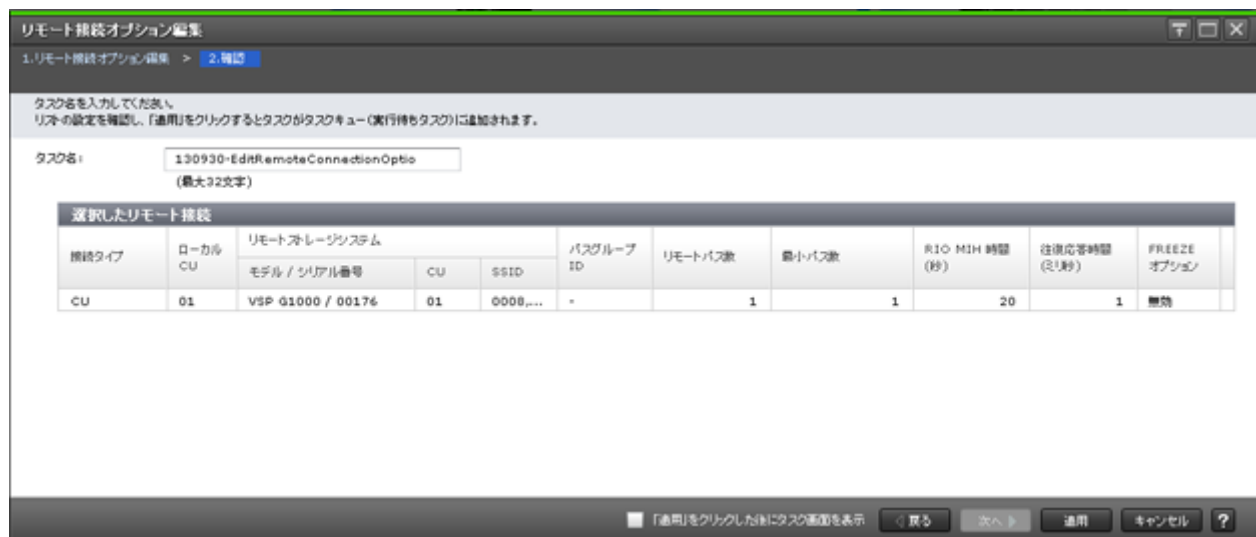 リモート接続オプション編集
1.リモート接続オプション編集 > 2.確認
タスク名を入力してください。
リストの設定を確認し、「適用」をクリックするとタスクがタスクキュー(実行待ちタスク)に追加されます。
タスク名: 130930-EditRemoteConnectionOptio
(最大32文字)
選択したリモート接続
接続タイプ ローカル CU リモートストレージシステム パスグループ ID リモートパス数 最小パス数 RIO MIH 時間 (秒) 往復応答時間 (ミリ秒) FREEZE オプション
モデル / シリアル番号 CU SSID
CU 01 VSP G1000 / 00176 01 0008,... - 1 1 20 1 無効
「適用」をクリックした後にタスク画面を表示 戻る 次へ 適用 キャンセル ?